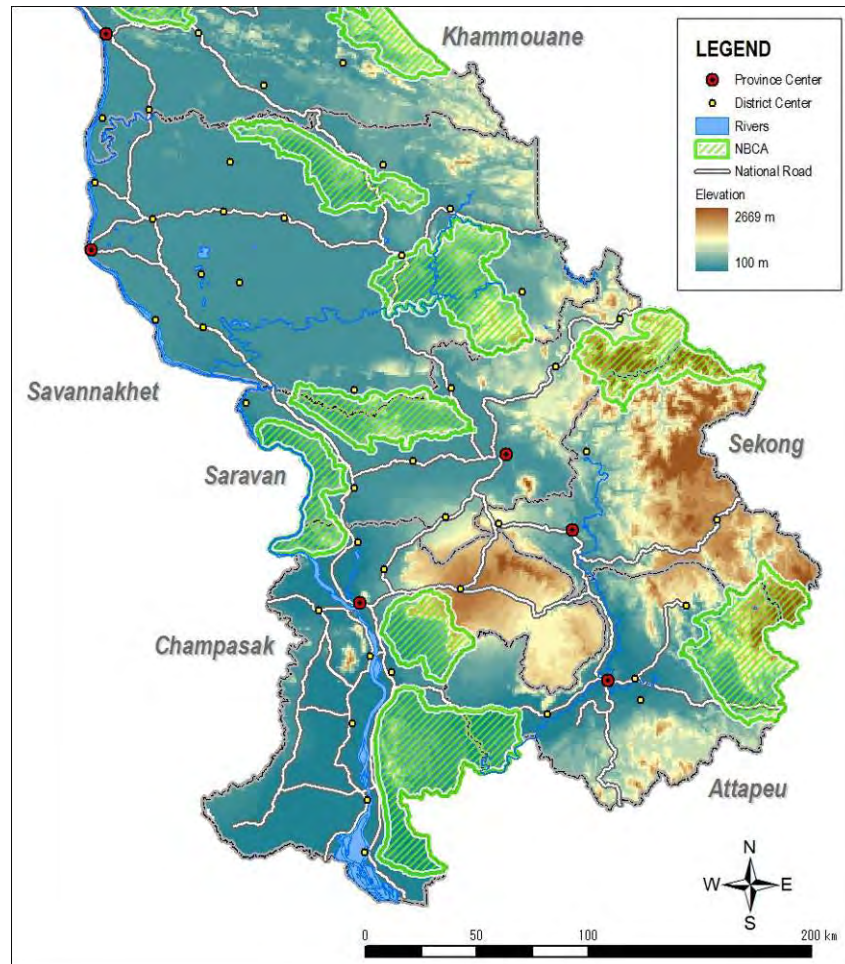 Khammouane
LEGEND
Province Center
District Center
Rivers
NBCA
National Road
Elevation
2669 m
100 m
Savannakhet
Saravan
Sekong
Champasak
Attapeu
N
W E
S
0 50 100 200 km